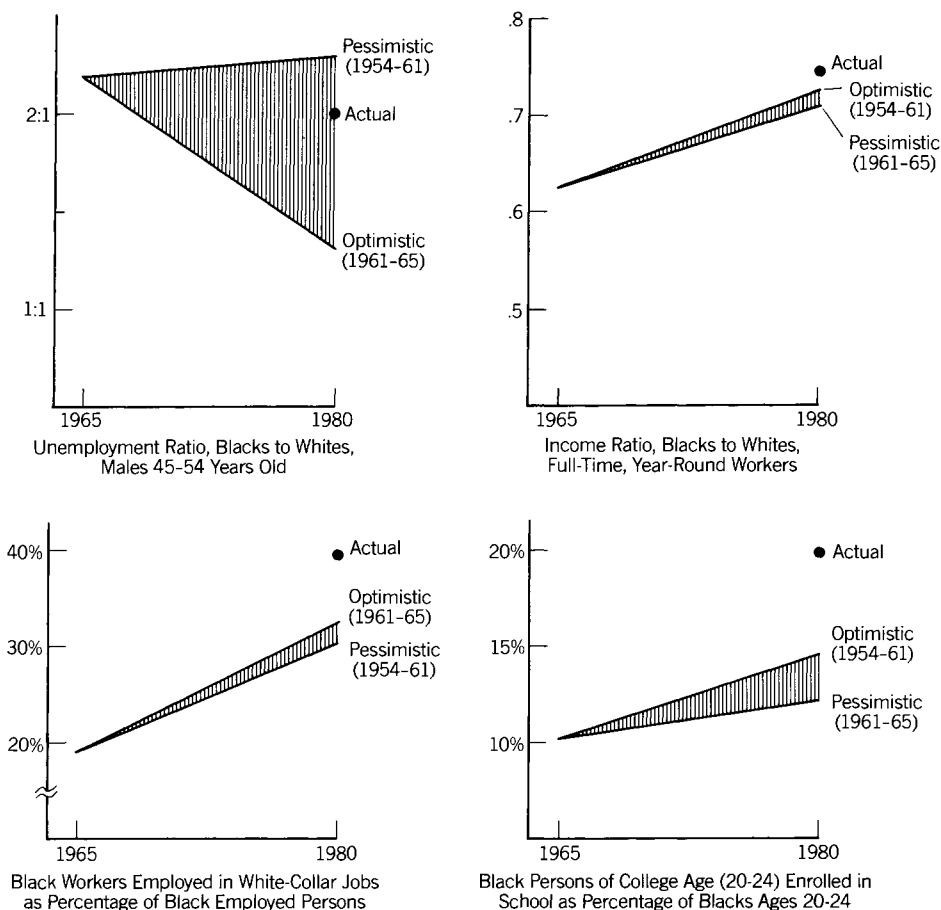 Pessimistic
(1954–61)
2:1
Actual
Optimistic
(1961–65)
1:1
1965
1980
Unemployment Ratio, Blacks to Whites,
Males 45–54 Years Old
.8
Actual
Optimistic
(1954–61)
.7
Pessimistic
(1961–65)
.6
.5
1965
1980
Income Ratio, Blacks to Whites,
Full-Time, Year-Round Workers
40%
Actual
Optimistic
(1961–65)
30%
Pessimistic
(1954–61)
20%
1965
1980
Black Workers Employed in White-Collar Jobs
as Percentage of Black Employed Persons
20%
Actual
15%
Optimistic
(1954–61)
Pessimistic
(1961–65)
10%
1965
1980
Black Persons of College Age (20-24) Enrolled in
School as Percentage of Blacks Ages 20-24